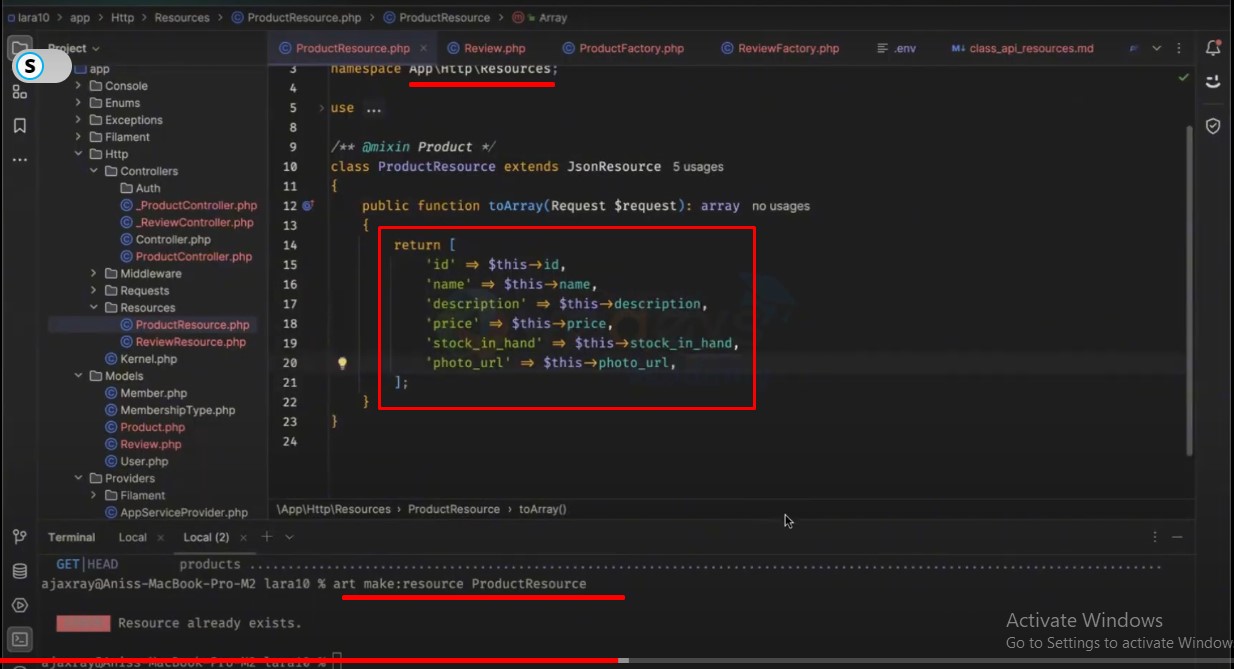 lara10 > app > Http > Resources > ProductResource.php > ProductResource > Array
Project
ProductResource.php × Review.php ProductFactory.php ReviewFactory.php .env class_api_resources.md
S
app
Console
Enums
Exceptions
Filament
Http
Controllers
Auth
_ProductController.php
_ReviewController.php
Controller.php
ProductController.php
Middleware
Requests
Resources
ProductResource.php
ReviewResource.php
Kernel.php
Models
Member.php
MembershipType.php
Product.php
Review.php
User.php
Providers
Filament
AppServiceProvider.php
3 namespace App\Http\Resources;
4
5 use ...
8
9 /** @mixin Product */
10 class ProductResource extends JsonResource 5 usages
11 {
12 public function toArray(Request $request): array no usages
13 {
14 return [
15 'id' => $this->id,
16 'name' => $this->name,
17 'description' => $this->description,
18 'price' => $this->price,
19 'stock_in_hand' => $this->stock_in_hand,
20 'photo_url' => $this->photo_url,
21 ];
22 }
23 }
24
\App\Http\Resources > ProductResource > toArray()
Terminal Local × Local (2) × +
GET|HEAD products ................................................................
ajaxray@Aniss-MacBook-Pro-M2 lara10 % art make:resource ProductResource
Resource already exists.
ajaxray@Aniss-MacBook-Pro-M2 lara10 %
Activate Windows
Go to Settings to activate Window